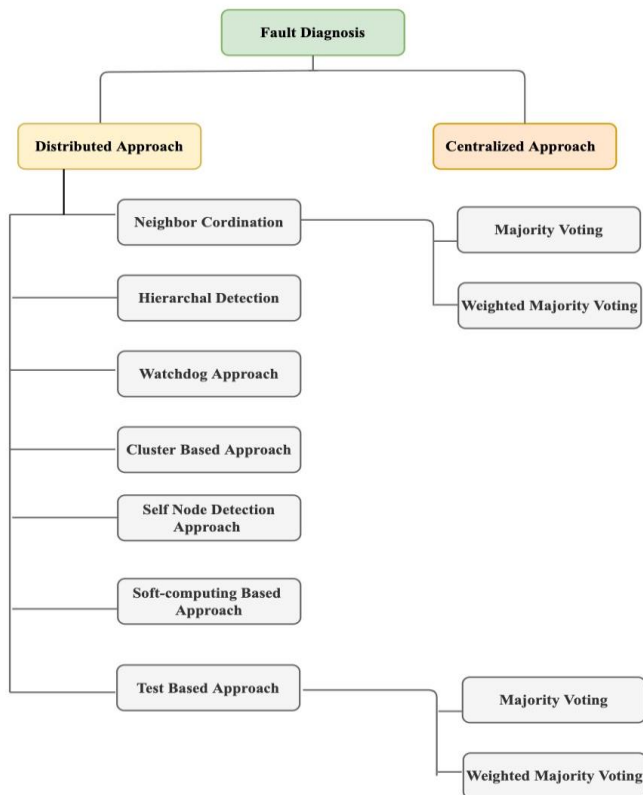 Fault Diagnosis
Distributed Approach
Centralized Approach
Neighbor Cordination
Majority Voting
Hierarchal Detection
Weighted Majority Voting
Watchdog Approach
Cluster Based Approach
Self Node Detection
Approach
Soft-computing Based
Approach
Test Based Approach
Majority Voting
Weighted Majority Voting